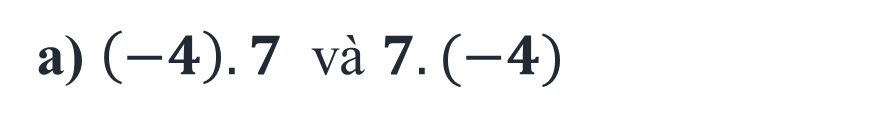 a) (−4). 7 và 7. (−4)